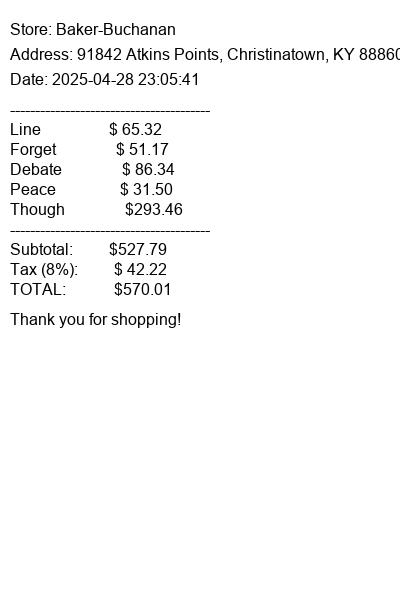 Store: Baker-Buchanan
Address: 91842 Atkins Points, Christinatown, KY 88860
Date: 2025-04-28 23:05:41
----------------------------------------
Line $ 65.32
Forget $ 51.17
Debate $ 86.34
Peace $ 31.50
Though $293.46
----------------------------------------
Subtotal: $527.79
Tax (8%): $ 42.22
TOTAL: $570.01
Thank you for shopping!